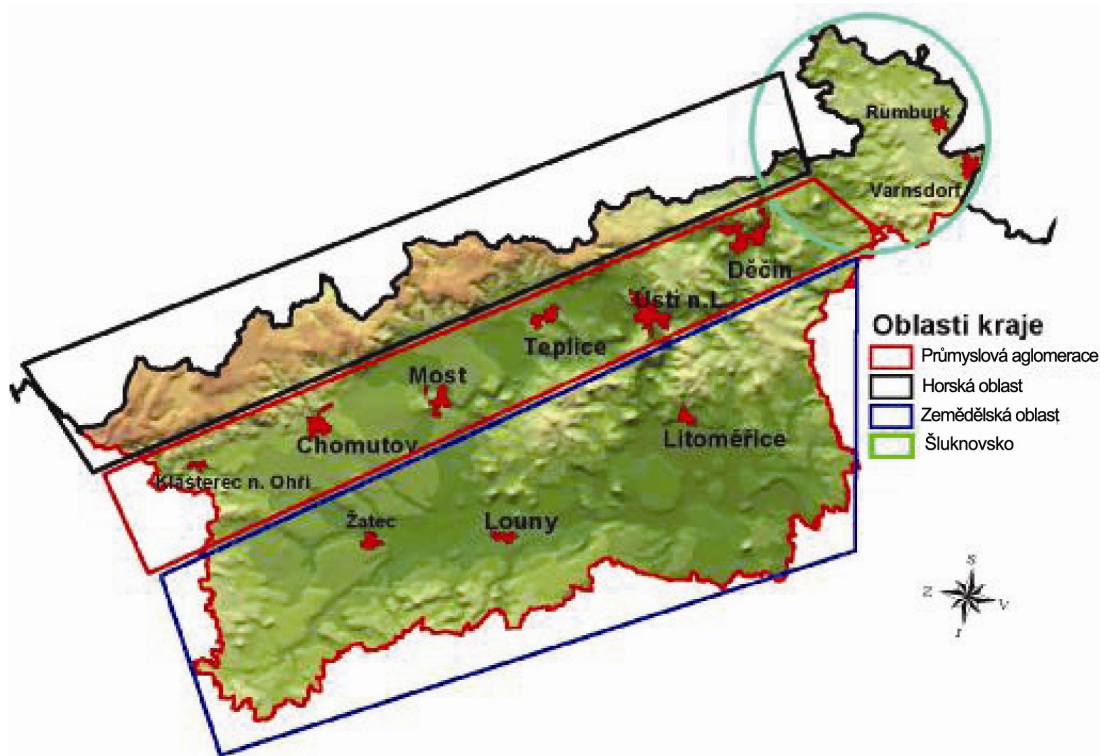 Rumburk
Varnsdorf
Děčín
Ústí n.L.
Teplice
Most
Chomutov
Litoměřice
Klášterec n. Ohří
Žatec
Louny
Oblasti kraje
Průmyslová aglomerace
Horská oblast
Zemědělská oblast
Šluknovsko
S
Z
V
J